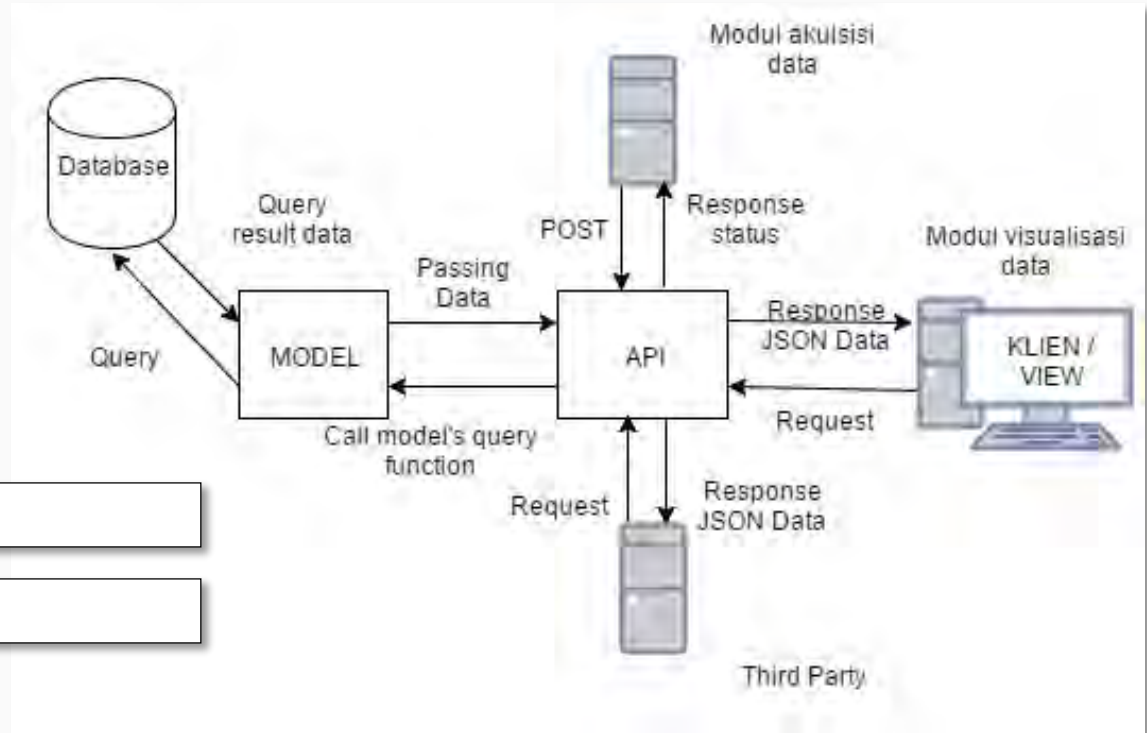 Modul akuisisi
data
Database
Query
result data
POST
Response
status
Modul visualisasi
data
Passing
Data
Response
JSON Data
Query
MODEL
API
KLIEN /
VIEW
Call model's query
function
Request
Request
Response
JSON Data
Third Party